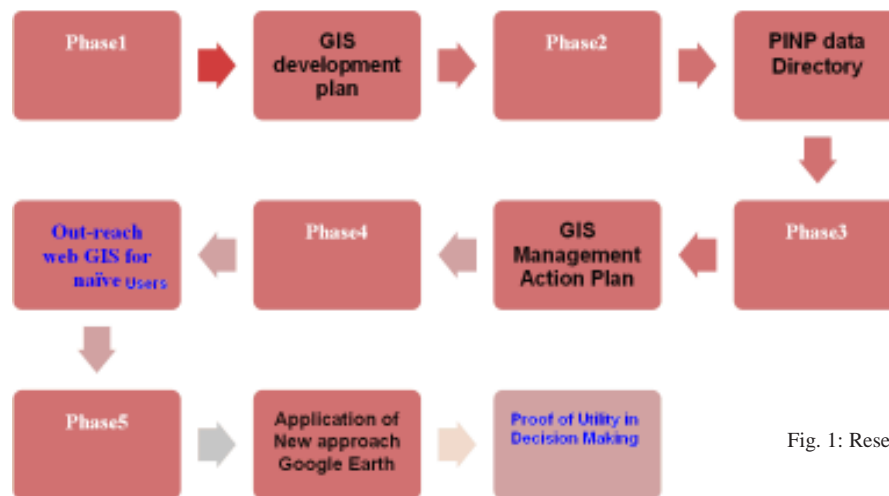 Phase1
GIS
development
plan
Phase2
PINP data
Directory
Phase3
GIS
Management
Action Plan
Phase4
Out-reach
web GIS for
naïve Users
Phase5
Application of
New approach
Google Earth
Proof of Utility in
Decision Making
Fig. 1: Rese